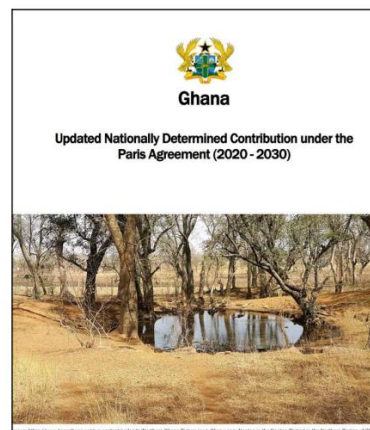 Ghana
Updated Nationally Determined Contribution under the
Paris Agreement (2020 - 2030)